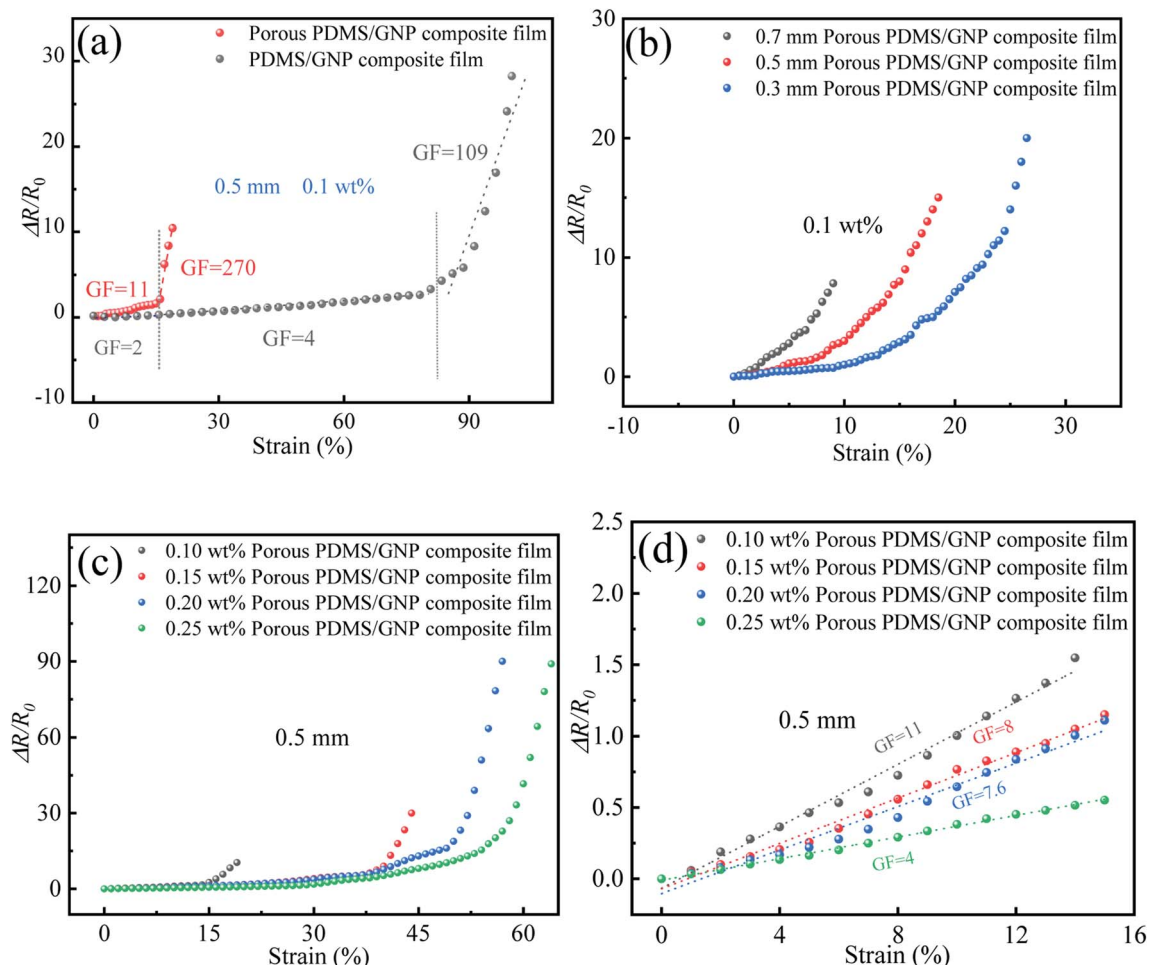 (a)
Porous PDMS/GNP composite film
PDMS/GNP composite film
30
20
10
0
-10
ΔR/R0
GF=109
0.5 mm 0.1 wt%
GF=270
GF=11
GF=2
GF=4
0 30 60 90
Strain (%)
(b)
0.7 mm Porous PDMS/GNP composite film
0.5 mm Porous PDMS/GNP composite film
0.3 mm Porous PDMS/GNP composite film
30
20
10
0
ΔR/R0
0.1 wt%
-10 0 10 20 30
Strain (%)
(c)
0.10 wt% Porous PDMS/GNP composite film
0.15 wt% Porous PDMS/GNP composite film
0.20 wt% Porous PDMS/GNP composite film
0.25 wt% Porous PDMS/GNP composite film
120
90
60
30
0
ΔR/R0
0.5 mm
0 15 30 45 60
Strain (%)
(d)
0.10 wt% Porous PDMS/GNP composite film
0.15 wt% Porous PDMS/GNP composite film
0.20 wt% Porous PDMS/GNP composite film
0.25 wt% Porous PDMS/GNP composite film
2.5
2.0
1.5
1.0
0.5
0.0
ΔR/R0
0.5 mm
GF=11
GF=8
GF=7.6
GF=4
0 4 8 12 16
Strain (%)